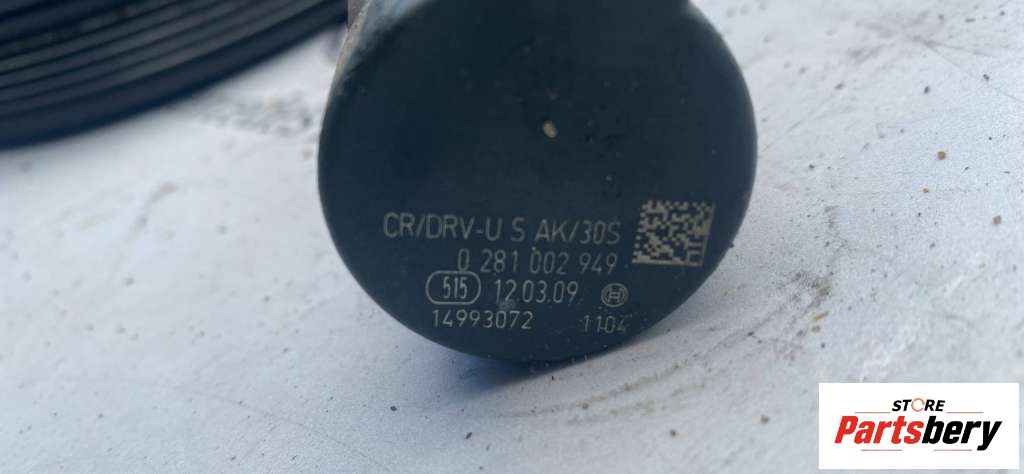 CR/DRV-U S AK/30S
0 281 002 949
515 12.03.09
14993072 1104
STORE
Partsbery